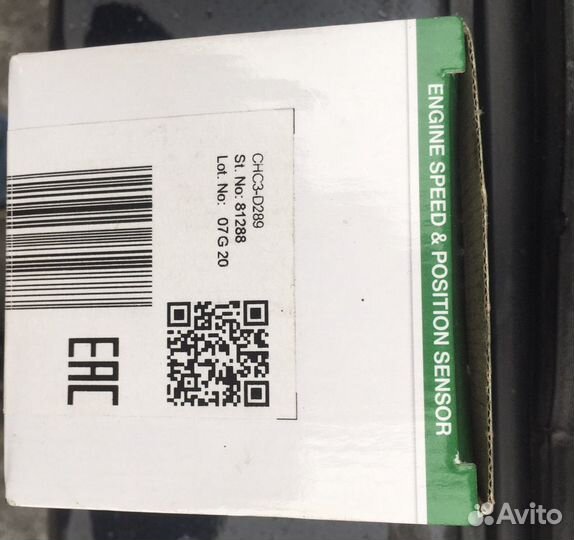 ENGINE SPEED & POSITION SENSOR
CHC3-D289
St. No: 81288
Lot. No: 07G 20
EAC
Avito